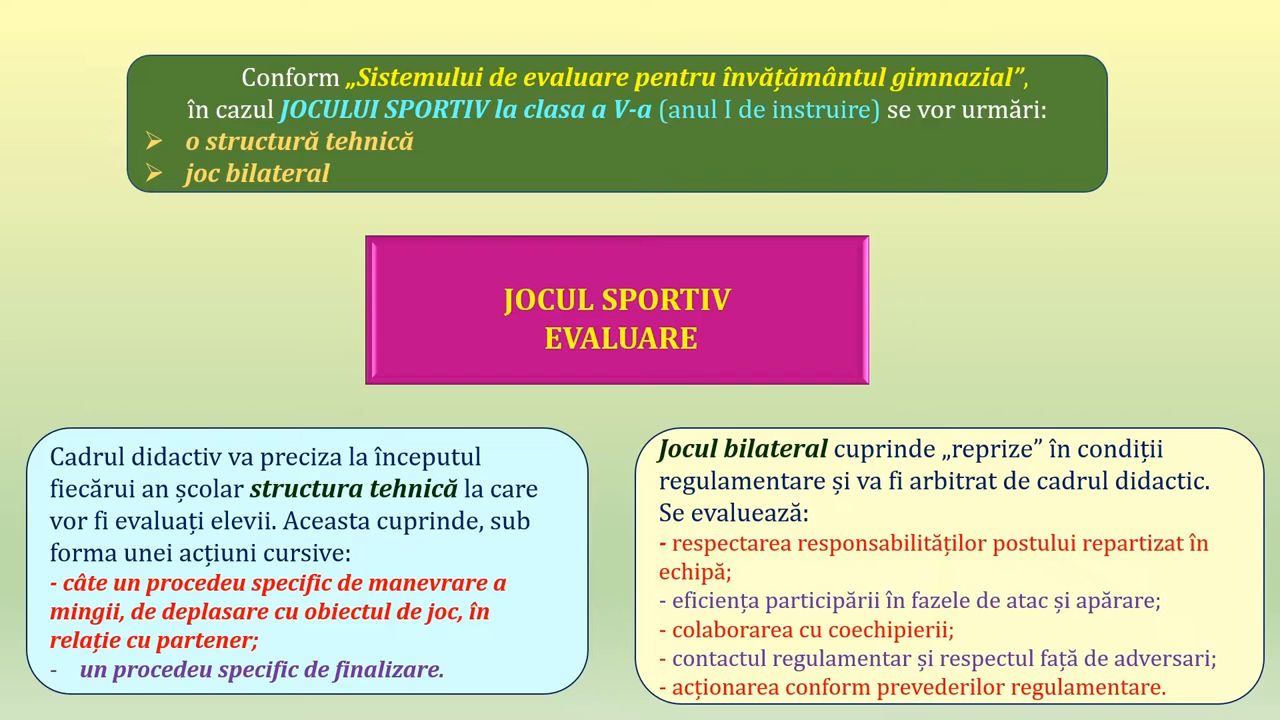 Conform „Sistemului de evaluare pentru învățământul gimnazial”,
în cazul JOCULUI SPORTIV la clasa a V-a (anul I de instruire) se vor urmări:
➢ o structură tehnică
➢ joc bilateral
JOCUL SPORTIV
EVALUARE
Cadrul didactiv va preciza la începutul
fiecărui an școlar structura tehnică la care
vor fi evaluați elevii. Aceasta cuprinde, sub
forma unei acțiuni cursive:
- câte un procedeu specific de manevrare a
mingii, de deplasare cu obiectul de joc, în
relație cu partener;
- un procedeu specific de finalizare.
Jocul bilateral cuprinde „reprize” în condiții
regulamentare și va fi arbitrat de cadrul didactic.
Se evaluează:
- respectarea responsabilităților postului repartizat în
echipă;
- eficiența participării în fazele de atac și apărare;
- colaborarea cu coechipierii;
- contactul regulamentar și respectul față de adversari;
- acționarea conform prevederilor regulamentare.